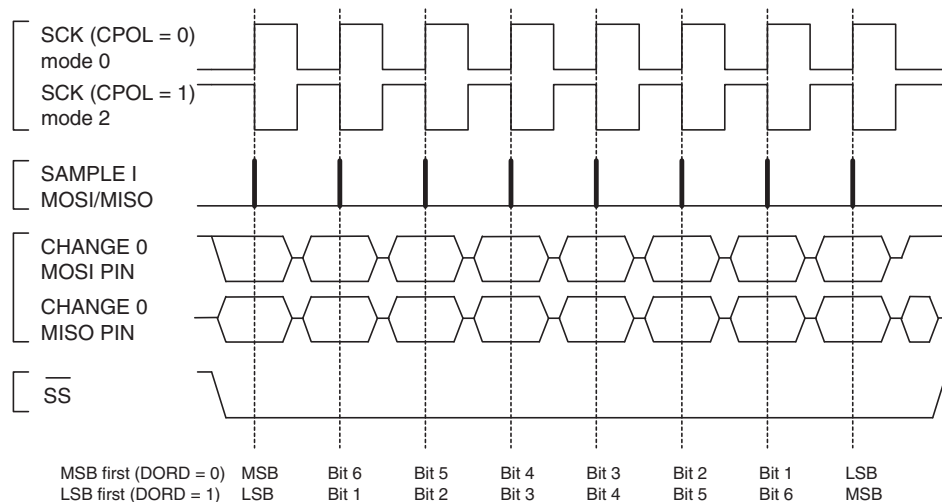 SCK (CPOL = 0)
mode 0
SCK (CPOL = 1)
mode 2
SAMPLE I
MOSI/MISO
CHANGE 0
MOSI PIN
CHANGE 0
MISO PIN
SS
MSB first (DORD = 0) MSB Bit 6 Bit 5 Bit 4 Bit 3 Bit 2 Bit 1 LSB
LSB first (DORD = 1) LSB Bit 1 Bit 2 Bit 3 Bit 4 Bit 5 Bit 6 MSB